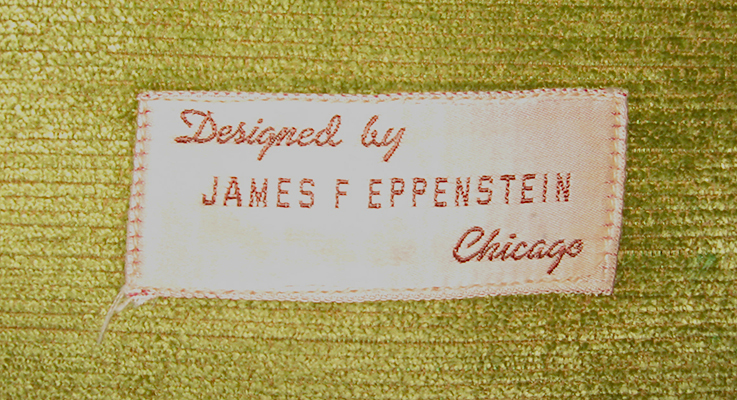 Designed by
JAMES F EPPENSTEIN
Chicago